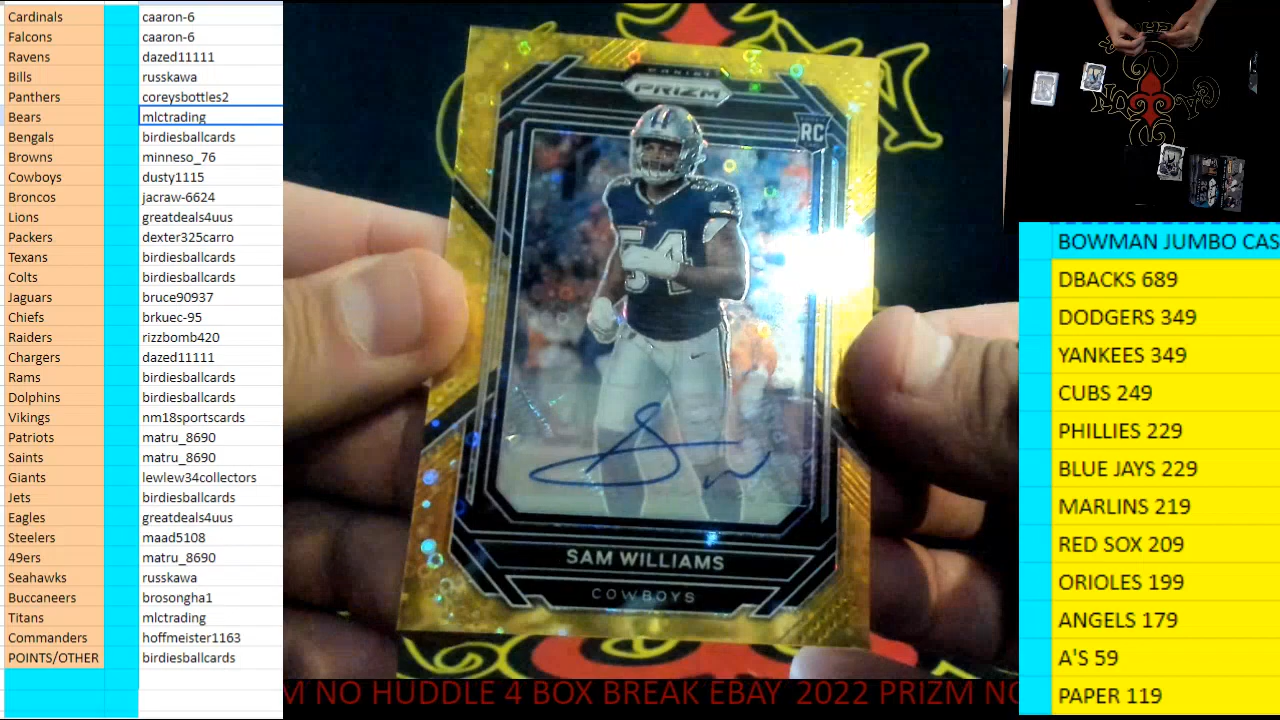 Cardinals caaron-6
Falcons caaron-6
Ravens dazed11111
Bills russkawa
Panthers coreysbottles2
Bears mlctrading
Bengals birdiesballcards
Browns minneso_76
Cowboys dusty1115
Broncos jacraw-6624
Lions greatdeals4uus
Packers dexter325carro
Texans birdiesballcards
Colts birdiesballcards
Jaguars bruce90937
Chiefs brkuec-95
Raiders rizzbomb420
Chargers dazed11111
Rams birdiesballcards
Dolphins birdiesballcards
Vikings nm18sportscards
Patriots matru_8690
Saints matru_8690
Giants lewlew34collectors
Jets birdiesballcards
Eagles greatdeals4uus
Steelers maad5108
49ers matru_8690
Seahawks russkawa
Buccaneers brosongha1
Titans mlctrading
Commanders hoffmeister1163
POINTS/OTHER birdiesballcards
PANINI
PRIZM
RC
54
SAM WILLIAMS
COWBOYS
M NO HUDDLE 4 BOX BREAK EBAY 2022 PRIZM NO
BOWMAN JUMBO CAS
DBACKS 689
DODGERS 349
YANKEES 349
CUBS 249
PHILLIES 229
BLUE JAYS 229
MARLINS 219
RED SOX 209
ORIOLES 199
ANGELS 179
A'S 59
PAPER 119